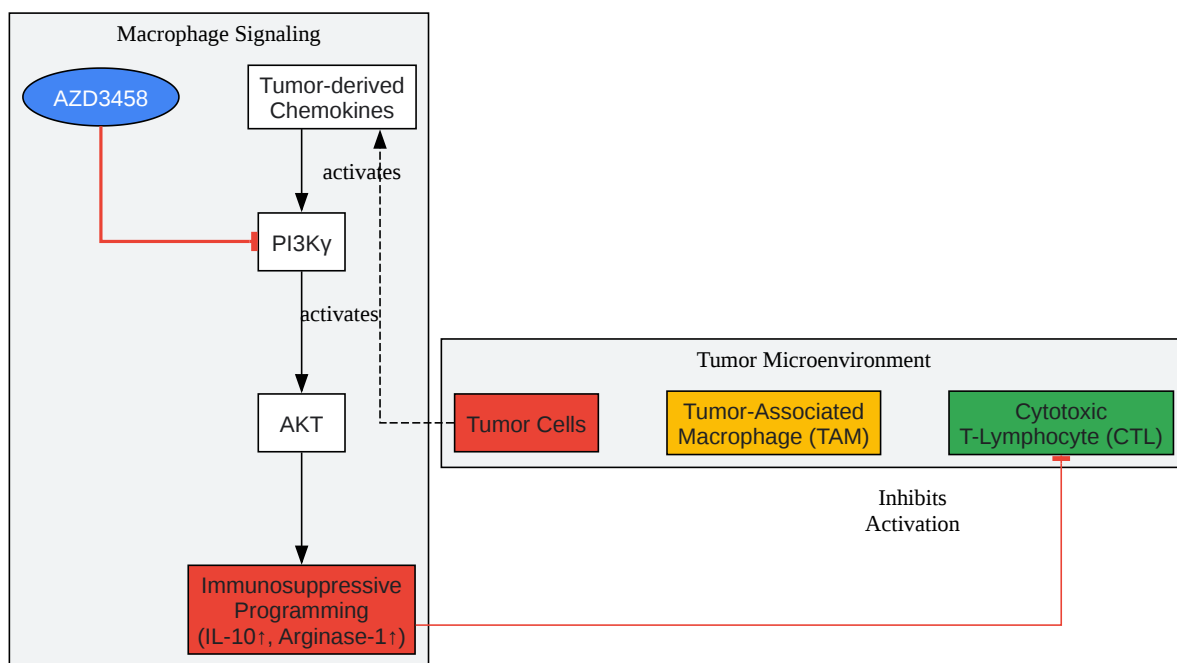 Macrophage Signaling
AZD3458
Tumor-derived
Chemokines
activates
PI3Kγ
activates
AKT
Immunosuppressive
Programming
(IL-10↑, Arginase-1↑)
Tumor Microenvironment
Tumor Cells
Tumor-Associated
Macrophage (TAM)
Cytotoxic
T-Lymphocyte (CTL)
Inhibits
Activation